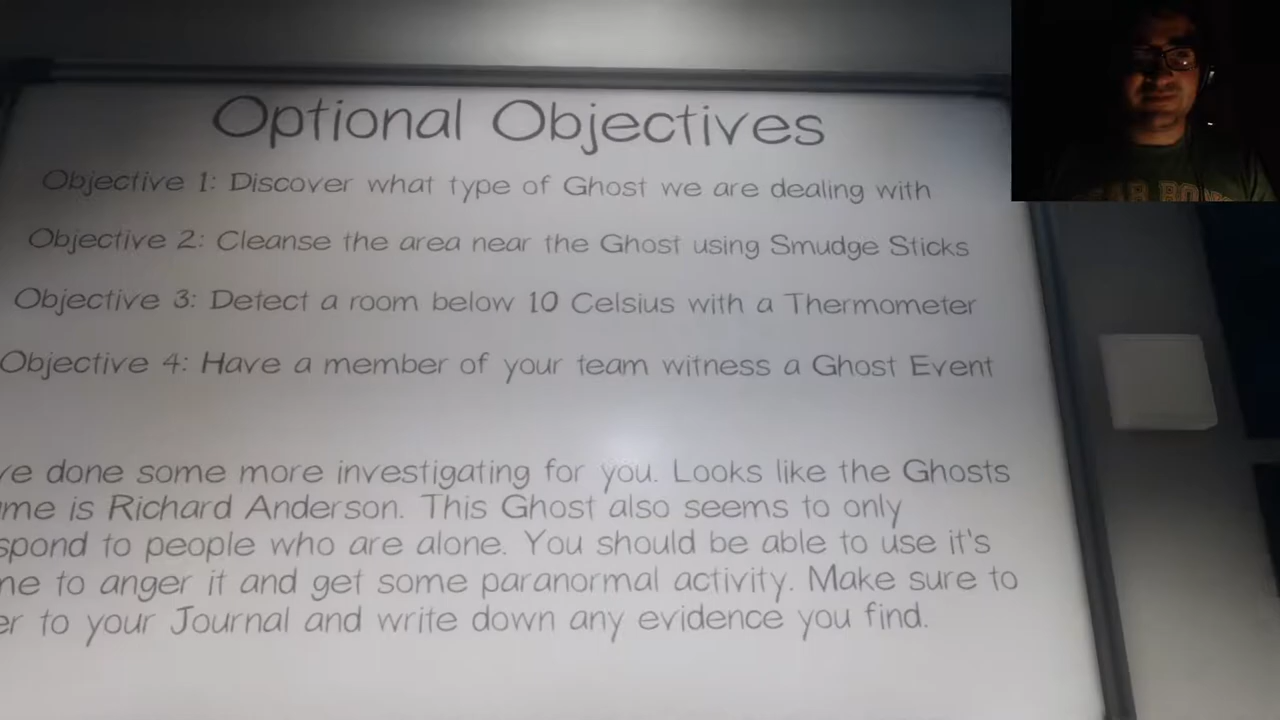 Optional Objectives
Objective 1: Discover what type of Ghost we are dealing with
Objective 2: Cleanse the area near the Ghost using Smudge Sticks
Objective 3: Detect a room below 10 Celsius with a Thermometer
Objective 4: Have a member of your team witness a Ghost Event
ve done some more investigating for you. Looks like the Ghosts
me is Richard Anderson. This Ghost also seems to only
spond to people who are alone. You should be able to use it's
me to anger it and get some paranormal activity. Make sure to
er to your Journal and write down any evidence you find.